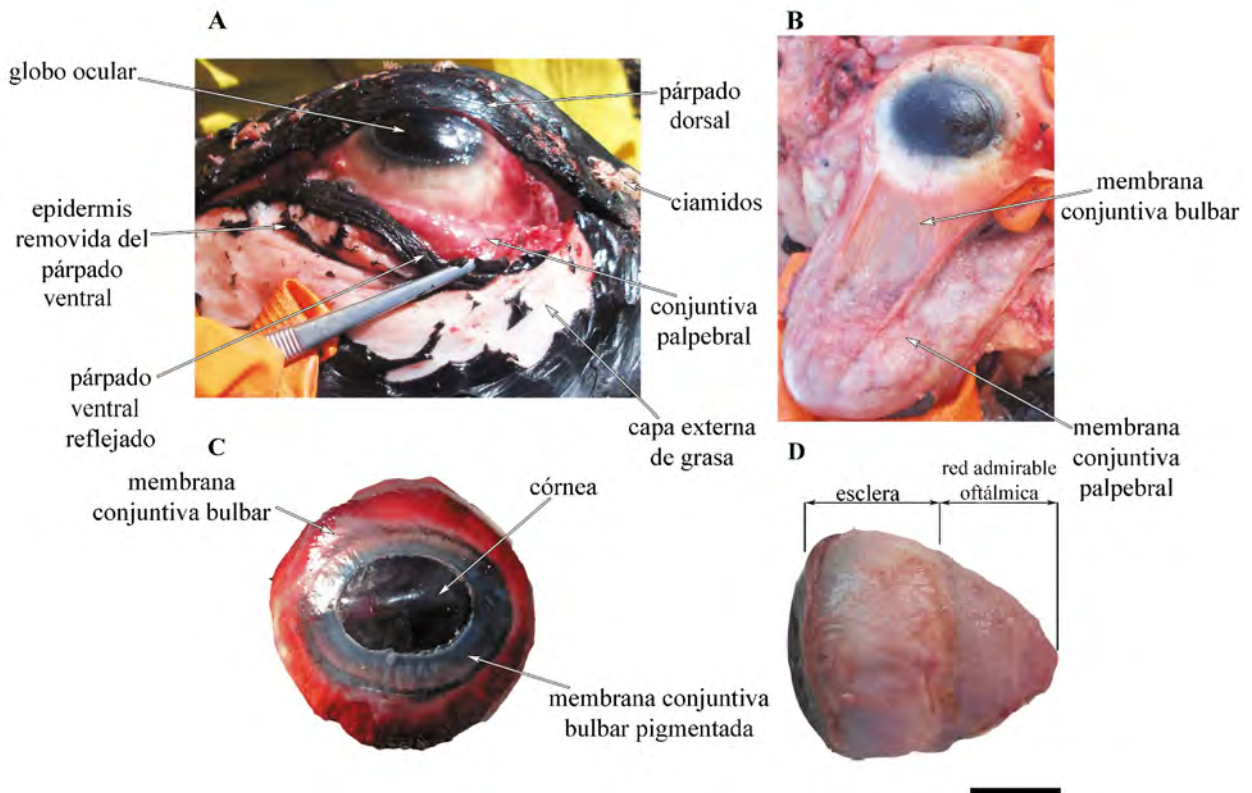 A
globo ocular
párpado
dorsal
ciamidos
epidermis
removida del
párpado
ventral
conjuntiva
palpebral
párpado
ventral
reflejado
capa externa
de grasa
B
membrana
conjuntiva bulbar
membrana
conjuntiva
palpebral
C
membrana
conjuntiva bulbar
córnea
membrana conjuntiva
bulbar pigmentada
D
esclera
red admirable
oftálmica